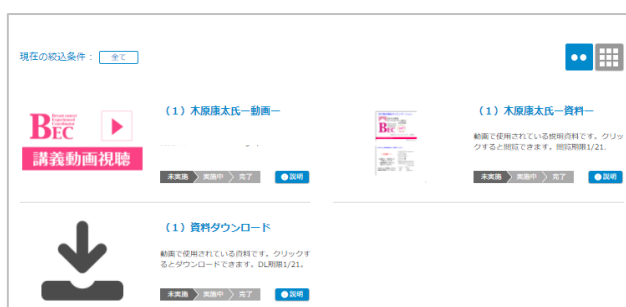 現在の絞込条件： 全て
（1）木原康太氏ー動画ー
BEC
講義動画視聴
未実施 実施中 完了 説明
（1）木原康太氏ー資料ー
動画で使用されている説明資料です。クリッ
クすると閲覧できます。閲覧期限1/21.
BEC
未実施 実施中 完了 説明
（1）資料ダウンロード
動画で使用されている資料です。クリックす
るとダウンロードできます。DL期限1/21。
未実施 実施中 完了 説明